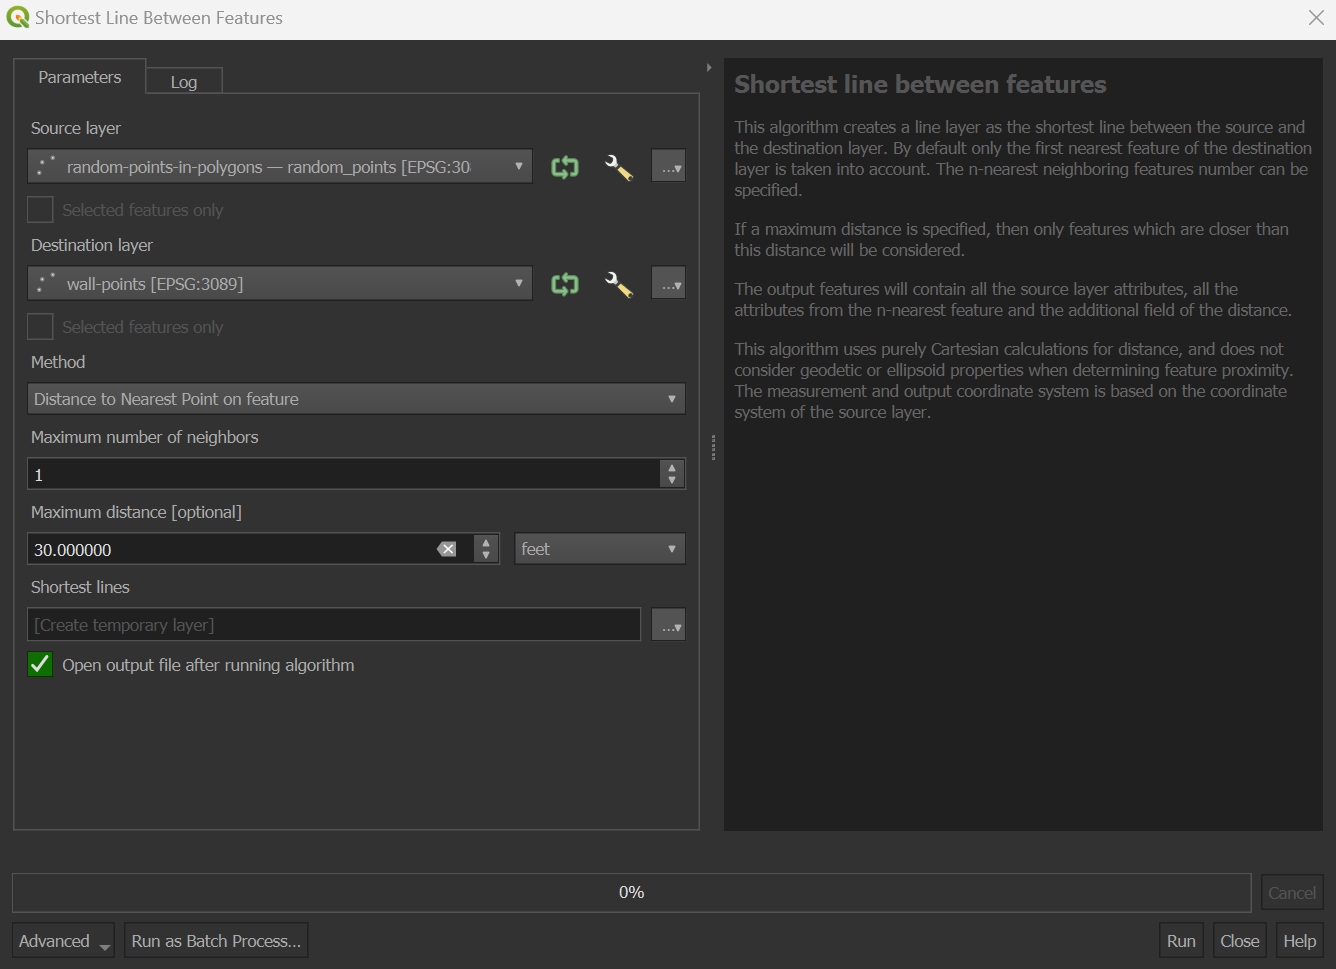 Shortest Line Between Features
Parameters
Log
Source layer
random-points-in-polygons — random_points [EPSG:30
...
Selected features only
Destination layer
wall-points [EPSG:3089]
...
Selected features only
Method
Distance to Nearest Point on feature
Maximum number of neighbors
1
Maximum distance [optional]
30.000000
feet
Shortest lines
[Create temporary layer]
...
Open output file after running algorithm
Shortest line between features
This algorithm creates a line layer as the shortest line between the source and
the destination layer. By default only the first nearest feature of the destination
layer is taken into account. The n-nearest neighboring features number can be
specified.
If a maximum distance is specified, then only features which are closer than
this distance will be considered.
The output features will contain all the source layer attributes, all the
attributes from the n-nearest feature and the additional field of the distance.
This algorithm uses purely Cartesian calculations for distance, and does not
consider geodetic or ellipsoid properties when determining feature proximity.
The measurement and output coordinate system is based on the coordinate
system of the source layer.
0%
Cancel
Advanced
Run as Batch Process...
Run
Close
Help